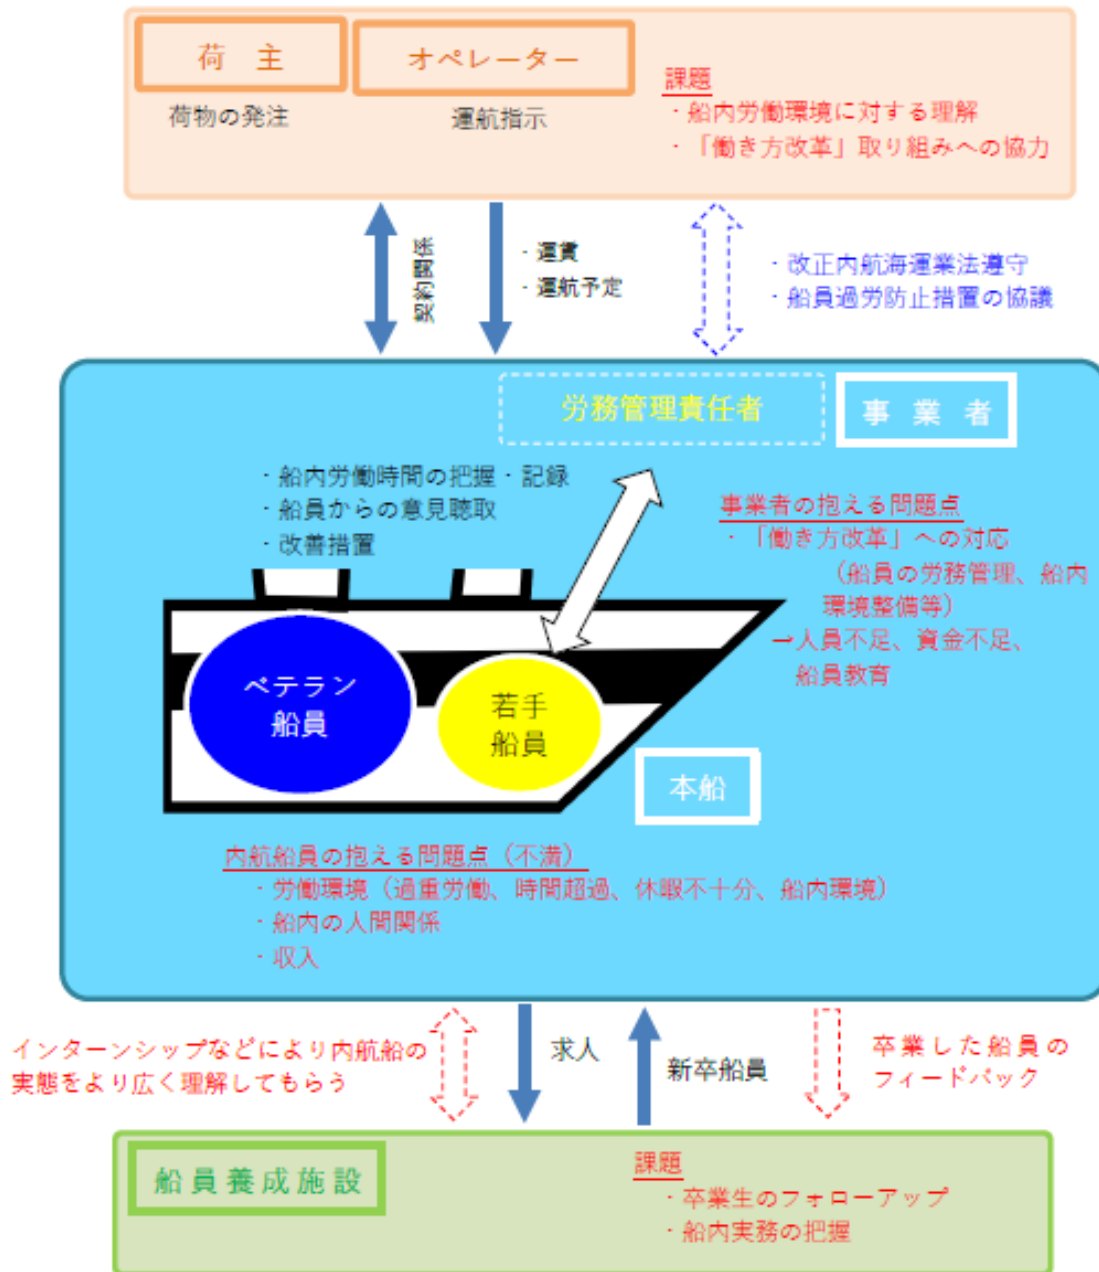 荷　主
オペレーター
荷物の発注
運航指示
課題
・船内労働環境に対する理解
・「働き方改革」取り組みへの協力
契約関係
・運賃
・運航予定
・改正内航海運業法遵守
・船員過労防止措置の協議
労務管理責任者
事　業　者
・船内労働時間の把握・記録
・船員からの意見聴取
・改善措置
事業者の抱える問題点
・「働き方改革」への対応
（船員の労務管理、船内
環境整備等）
→人員不足、資金不足、
船員教育
ベテラン
船員
若手
船員
本船
内航船員の抱える問題点（不満）
・労働環境（過重労働、時間超過、休暇不十分、船内環境）
・船内の人間関係
・収入
インターンシップなどにより内航船の
実態をより広く理解してもらう
求人
新卒船員
卒業した船員の
フィードバック
船員養成施設
課題
・卒業生のフォローアップ
・船内実務の把握